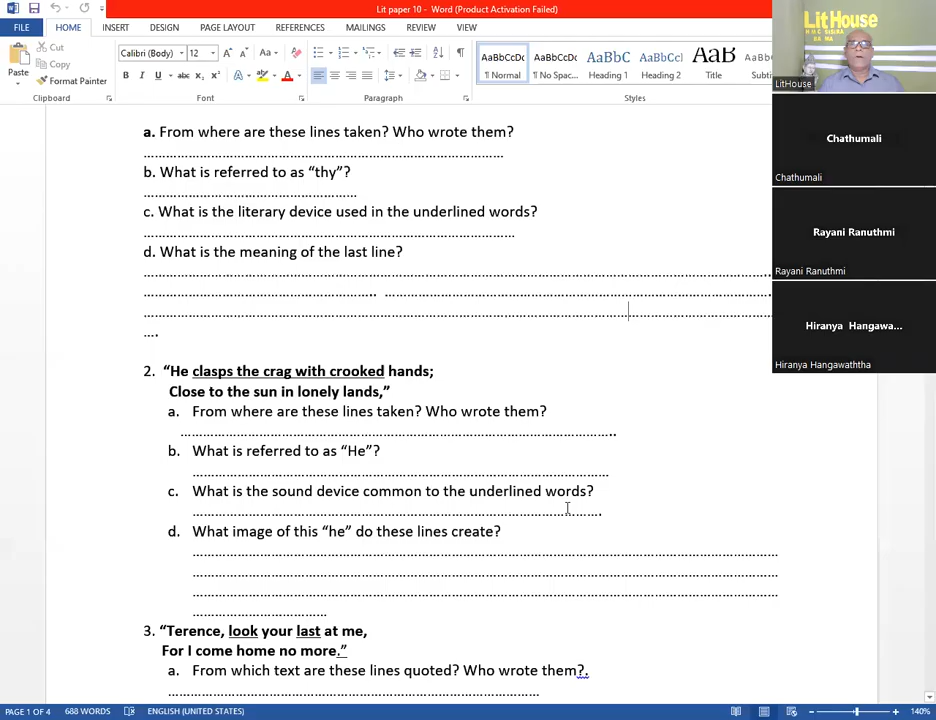 Lit paper 10 - Word (Product Activation Failed)
FILE HOME INSERT DESIGN PAGE LAYOUT REFERENCES MAILINGS REVIEW VIEW
Paste Cut Copy Format Painter
Calibri (Body) 12
AaBbCcDc AaBbCcDc AaBbC AaBbCcI AaB AaBb
¶ Normal ¶ No Spac... Heading 1 Heading 2 Title
Clipboard Font Paragraph Styles
a. From where are these lines taken? Who wrote them?
b. What is referred to as “thy”?
c. What is the literary device used in the underlined words?
d. What is the meaning of the last line?
2. “He clasps the crag with crooked hands;
Close to the sun in lonely lands,”
a. From where are these lines taken? Who wrote them?
b. What is referred to as “He”?
c. What is the sound device common to the underlined words?
d. What image of this “he” do these lines create?
3. “Terence, look your last at me,
For I come home no more.”
a. From which text are these lines quoted? Who wrote them?.
PAGE 1 OF 4 688 WORDS ENGLISH (UNITED STATES) 140%
Lit House
LitHouse
Chathumali
Chathumali
Rayani Ranuthmi
Rayani Ranuthmi
Hiranya Hangawa...
Hiranya Hangawaththa